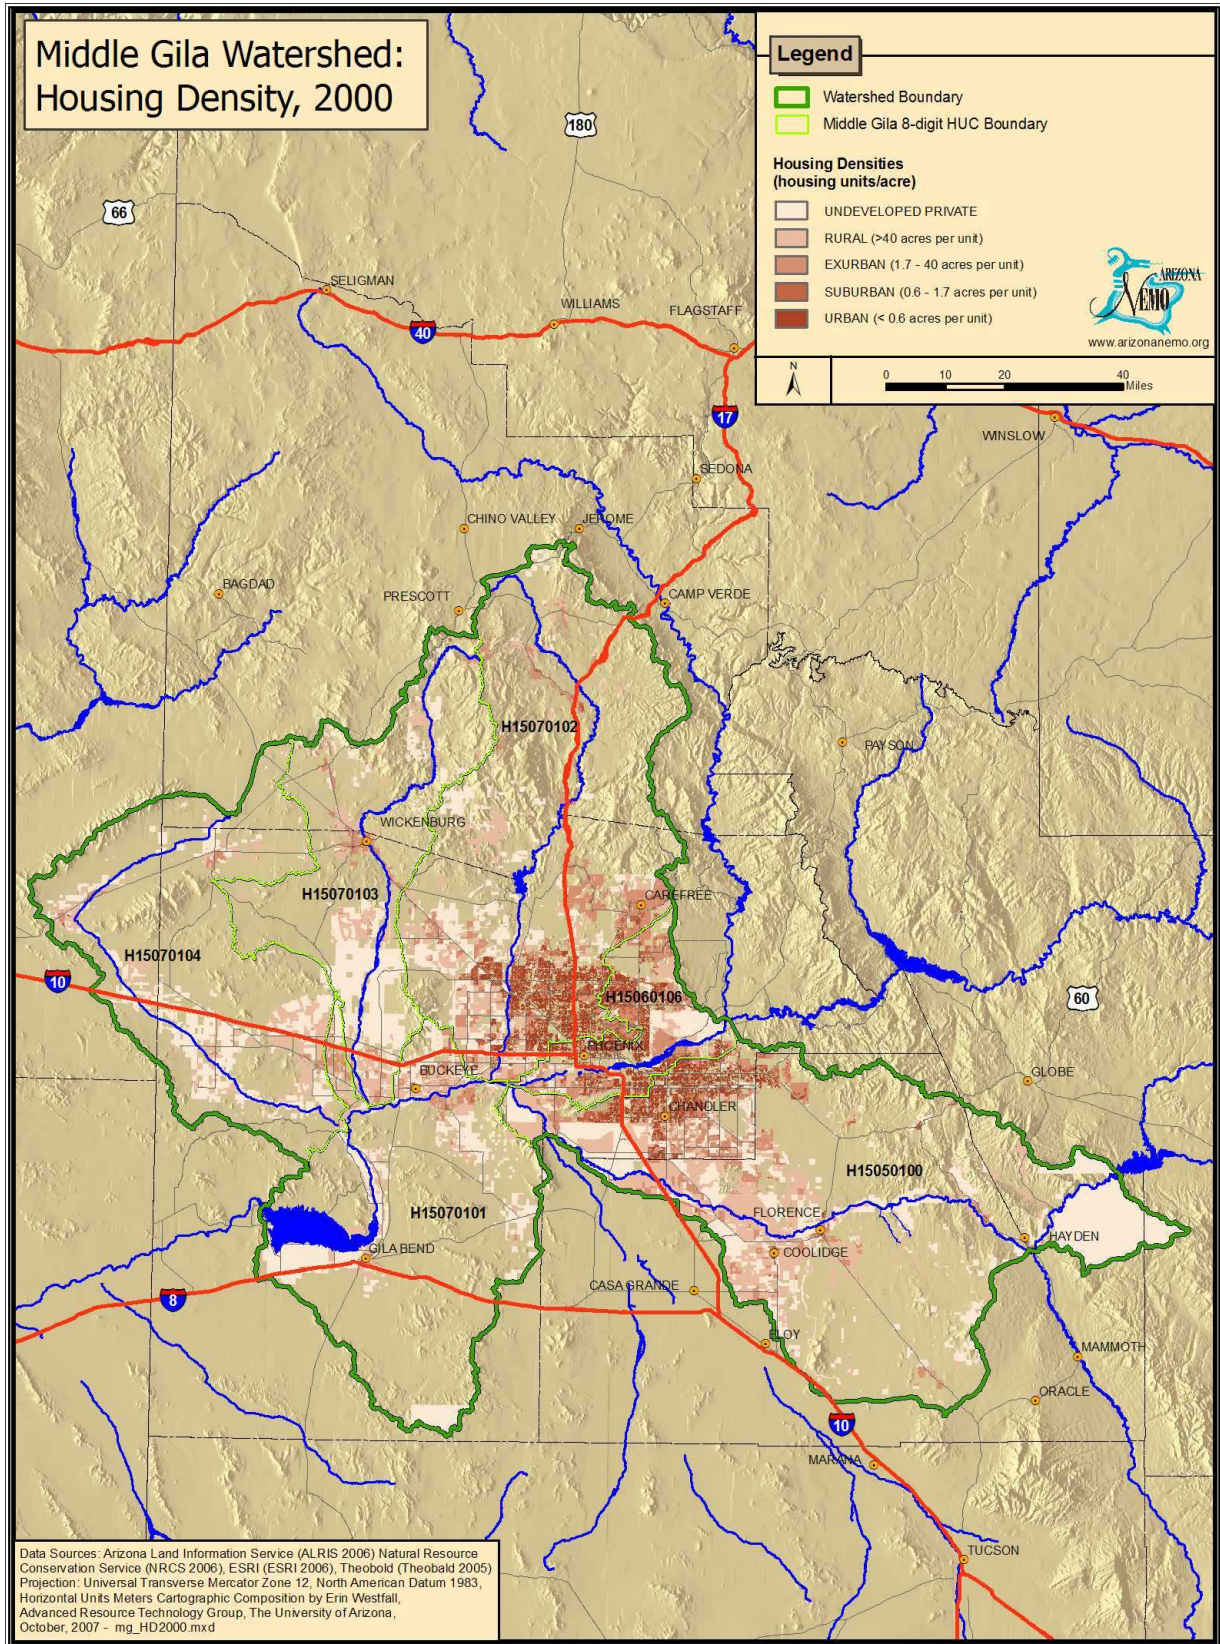 Middle Gila Watershed:
Housing Density, 2000
Legend
Watershed Boundary
Middle Gila 8-digit HUC Boundary
Housing Densities
(housing units/acre)
UNDEVELOPED PRIVATE
RURAL (>40 acres per unit)
EXURBAN (1.7 - 40 acres per unit)
SUBURBAN (0.6 - 1.7 acres per unit)
URBAN (< 0.6 acres per unit)
ARIZONA
NEMO
www.arizonanemo.org
N
0 10 20 40
Miles
180
66
SELIGMAN
WILLIAMS
FLAGSTAFF
40
17
WINSLOW
SEDONA
CHINO VALLEY
JEROME
BAGDAD
PRESCOTT
CAMP VERDE
H15070102
PAYSON
WICKENBURG
H15070103
CAREFREE
H15070104
10
H15060106
60
PHOENIX
BUCKEYE
GLOBE
CHANDLER
H15050100
H15070101
FLORENCE
HAYDEN
GILA BEND
COOLIDGE
CASA GRANDE
8
ELOY
MAMMOTH
ORACLE
10
MARANA
TUCSON
Data Sources: Arizona Land Information Service (ALRIS 2006) Natural Resource
Conservation Service (NRCS 2006), ESRI (ESRI 2006), Theobold (Theobald 2005)
Projection: Universal Transverse Mercator Zone 12, North American Datum 1983,
Horizontal Units Meters Cartographic Composition by Erin Westfall,
Advanced Resource Technology Group, The University of Arizona,
October, 2007 - mg_HD2000.mxd